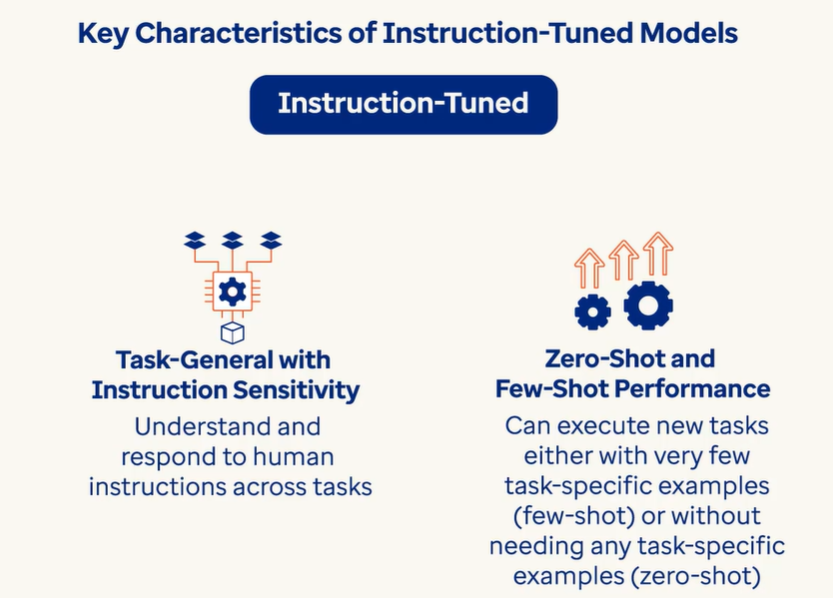 Key Characteristics of Instruction-Tuned Models
Instruction-Tuned
Task-General with
Instruction Sensitivity
Understand and
respond to human
instructions across tasks
Zero-Shot and
Few-Shot Performance
Can execute new tasks
either with very few
task-specific examples
(few-shot) or without
needing any task-specific
examples (zero-shot)